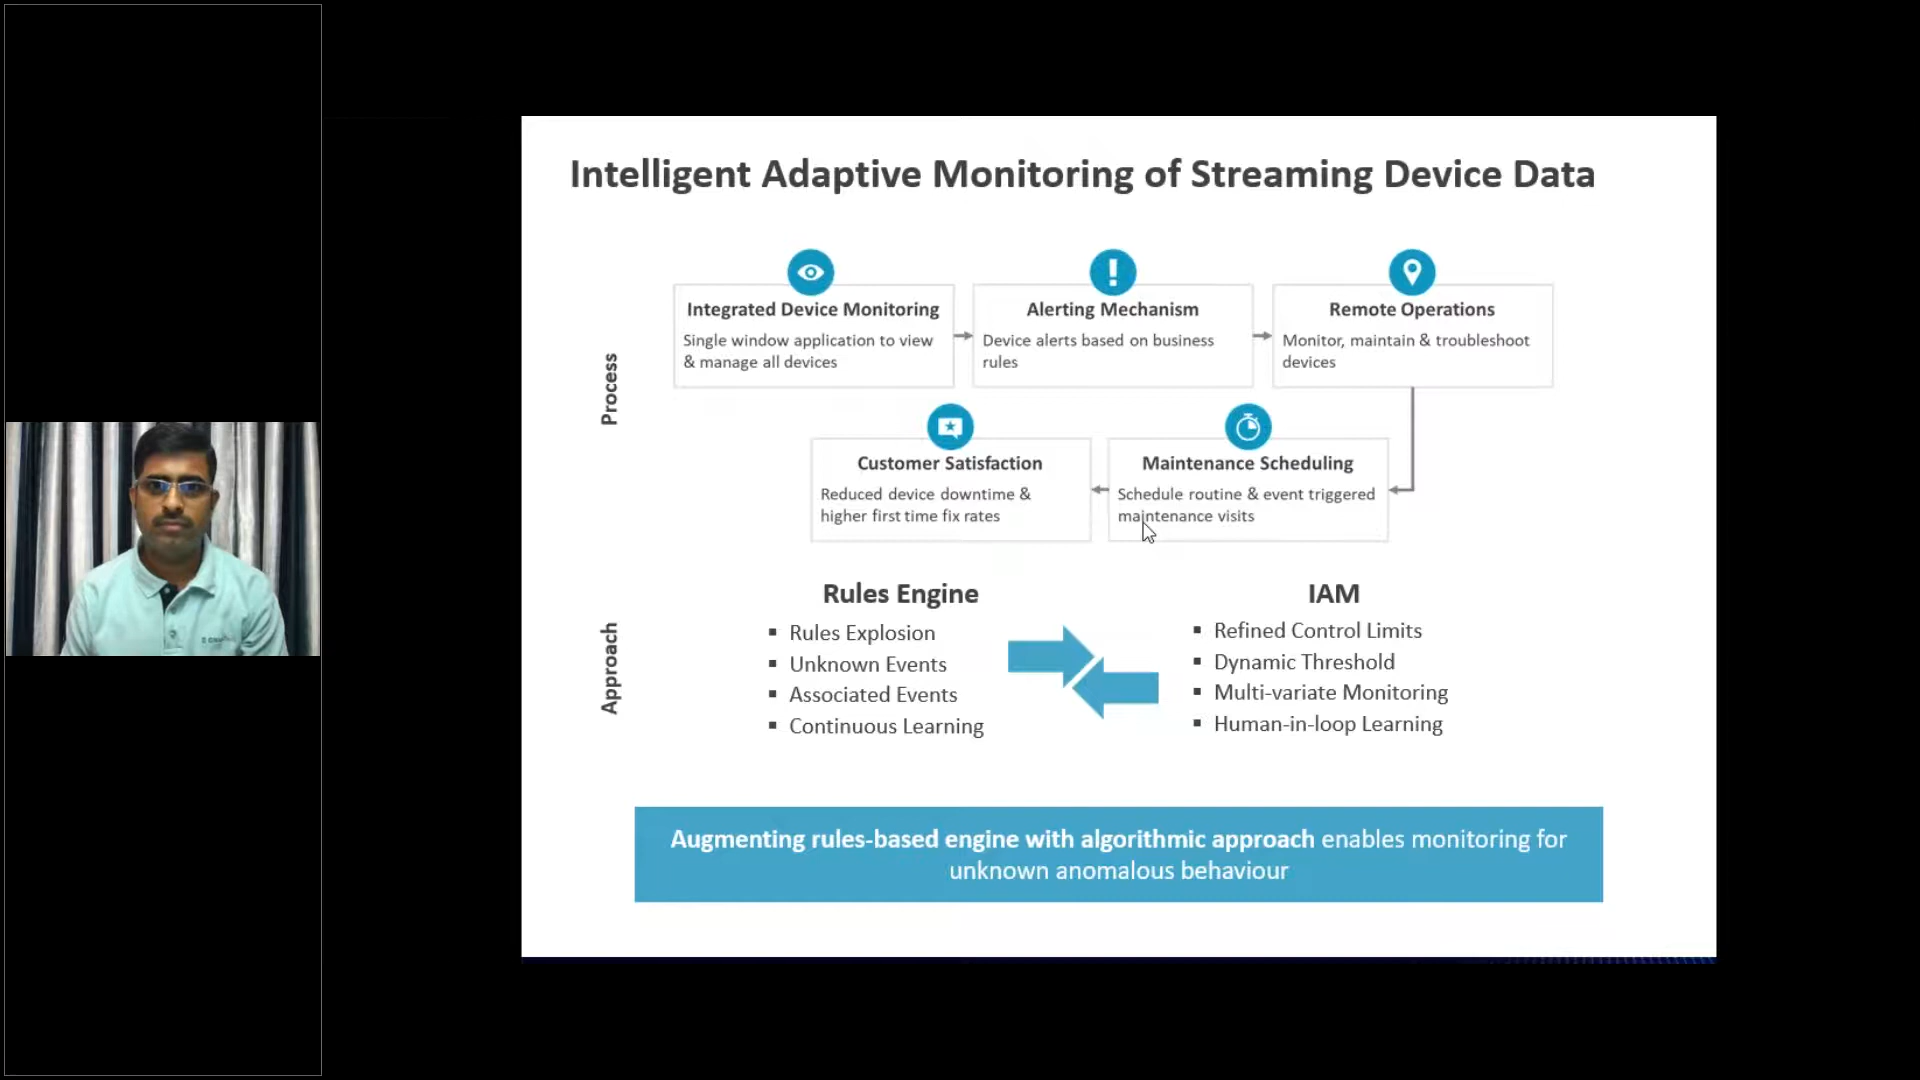 Intelligent Adaptive Monitoring of Streaming Device Data
Process
Integrated Device Monitoring
Single window application to view
& manage all devices
Alerting Mechanism
Device alerts based on business
rules
Remote Operations
Monitor, maintain & troubleshoot
devices
Customer Satisfaction
Reduced device downtime &
higher first time fix rates
Maintenance Scheduling
Schedule routine & event triggered
maintenance visits
Approach
Rules Engine
▪ Rules Explosion
▪ Unknown Events
▪ Associated Events
▪ Continuous Learning
IAM
▪ Refined Control Limits
▪ Dynamic Threshold
▪ Multi-variate Monitoring
▪ Human-in-loop Learning
Augmenting rules-based engine with algorithmic approach enables monitoring for
unknown anomalous behaviour